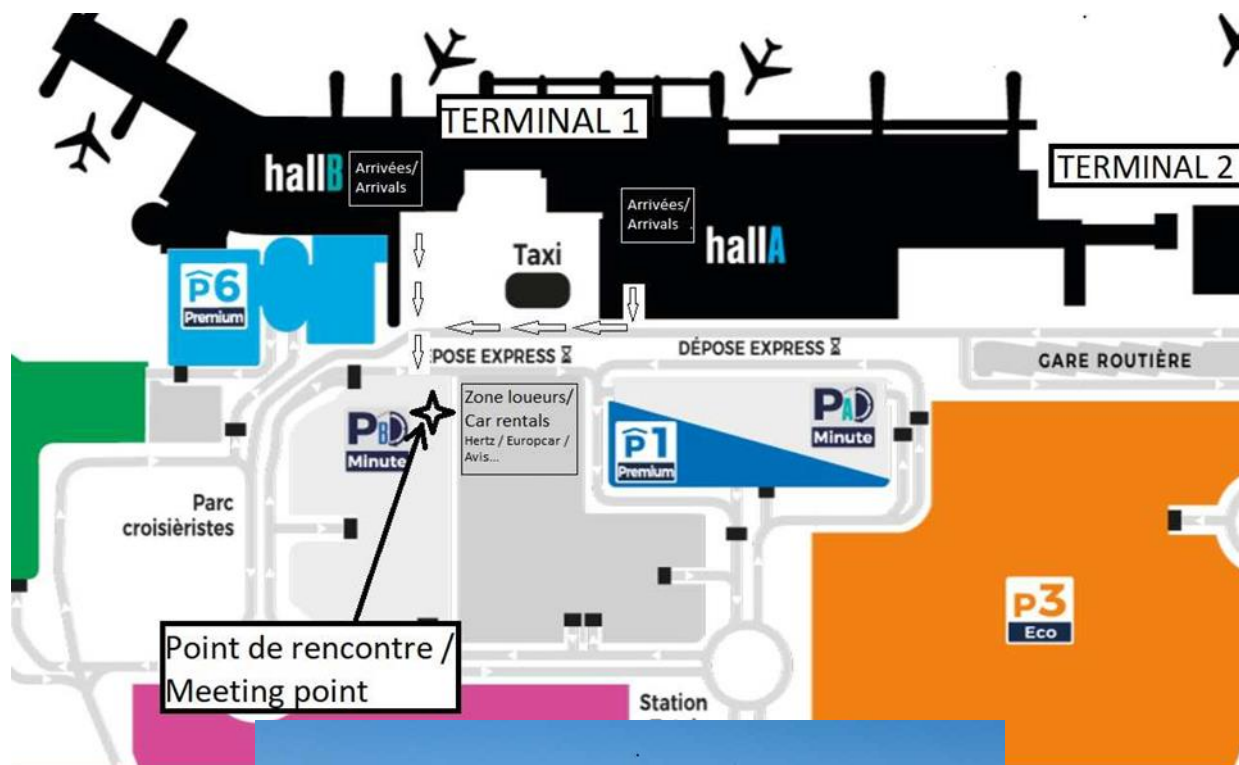 TERMINAL 1
TERMINAL 2
hallB
Arrivées/
Arrivals
Arrivées/
Arrivals
hallA
Taxi
P6
Premium
EPOSE EXPRESS
DÉPOSE EXPRESS
GARE ROUTIÈRE
PB
Minute
Zone loueurs/
Car rentals
Hertz / Europcar /
Avis...
P1
Premium
PA
Minute
Parc
croisièristes
P3
Eco
Point de rencontre /
Meeting point
Station